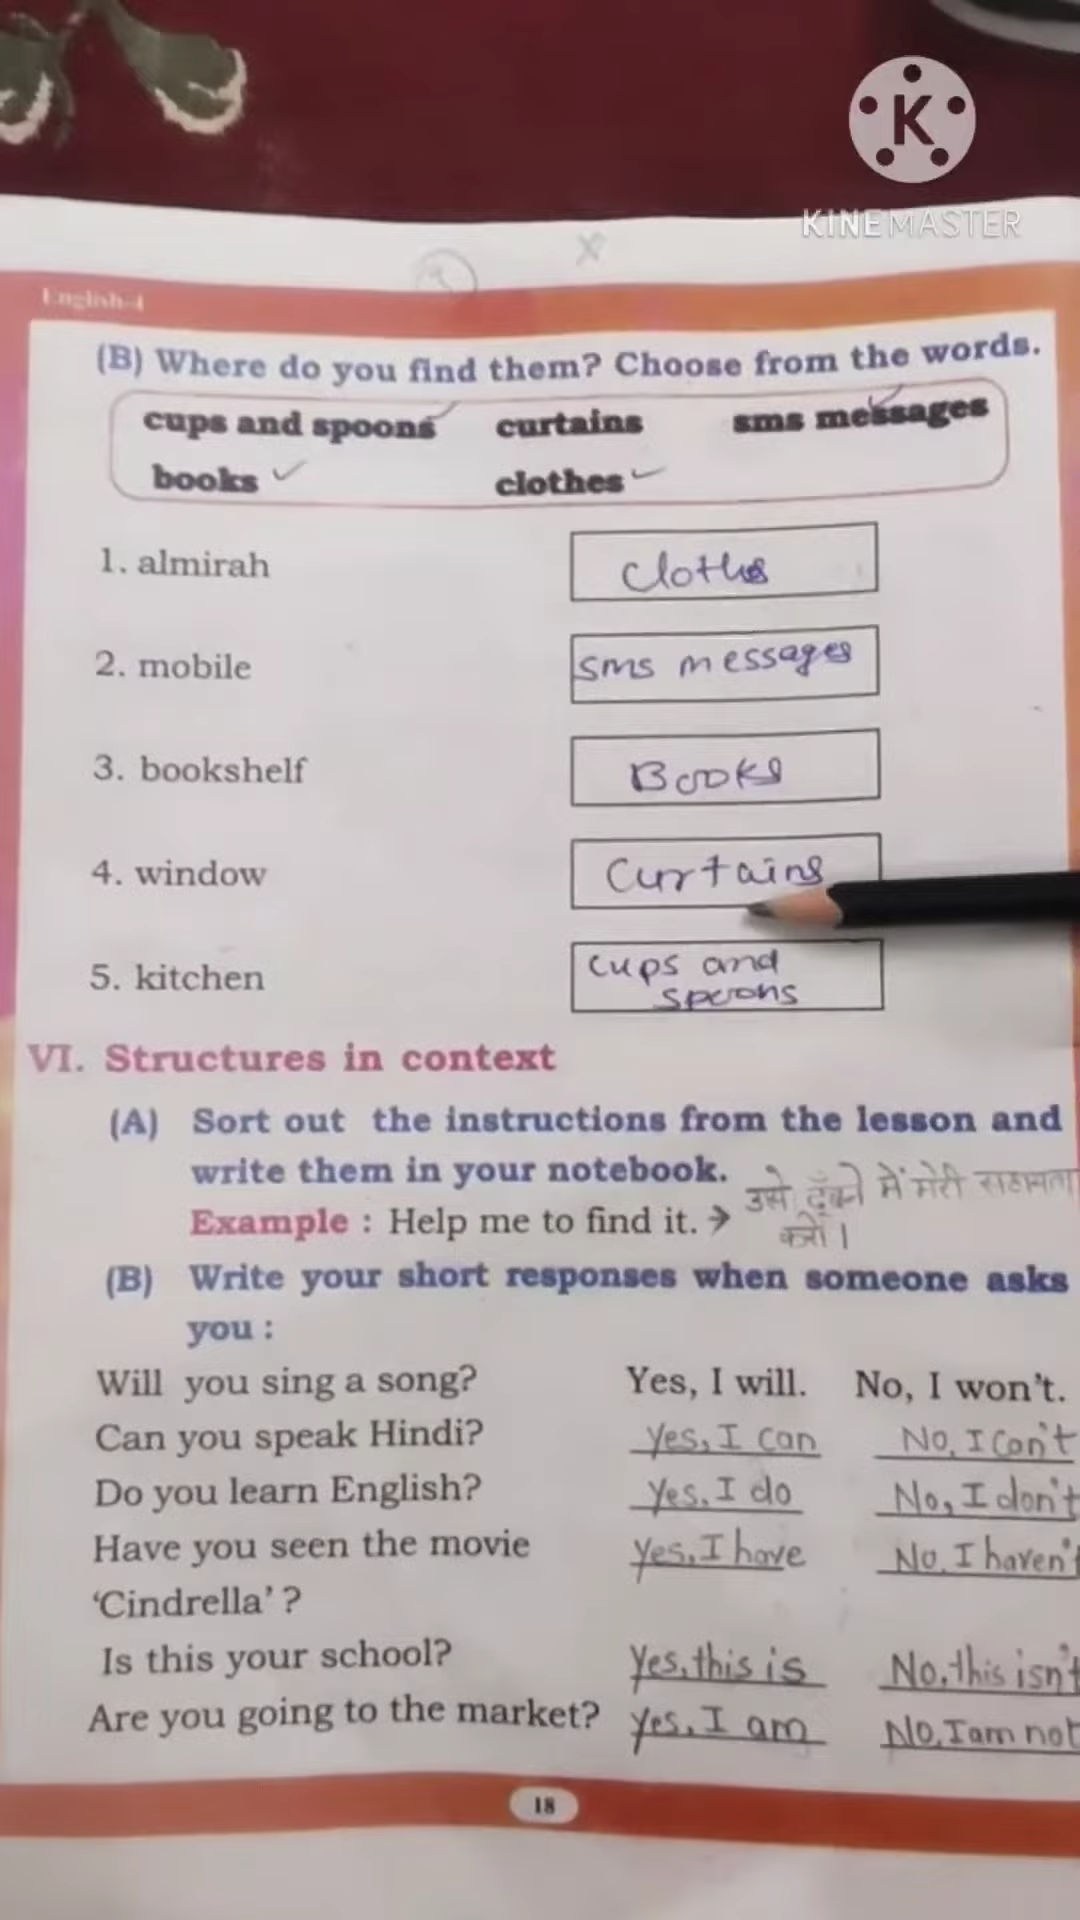 K
KINEMASTER
English-4
(B) Where do you find them? Choose from the words.
cups and spoons curtains sms messages
books clothes
1. almirah Clothes
2. mobile sms messages
3. bookshelf Books
4. window Curtains
5. kitchen cups and
spoons
VI. Structures in context
(A) Sort out the instructions from the lesson and
write them in your notebook.
उसे ढूँढने में मेरी सहायता
Example : Help me to find it. → करो।
(B) Write your short responses when someone asks
you :
Will you sing a song? Yes, I will. No, I won't.
Can you speak Hindi? Yes, I can No, I can't
Do you learn English? Yes, I do No, I don't
Have you seen the movie Yes, I have No, I haven't
'Cindrella' ?
Is this your school? Yes, this is No, this isn't
Are you going to the market? Yes, I am No, I am not
18